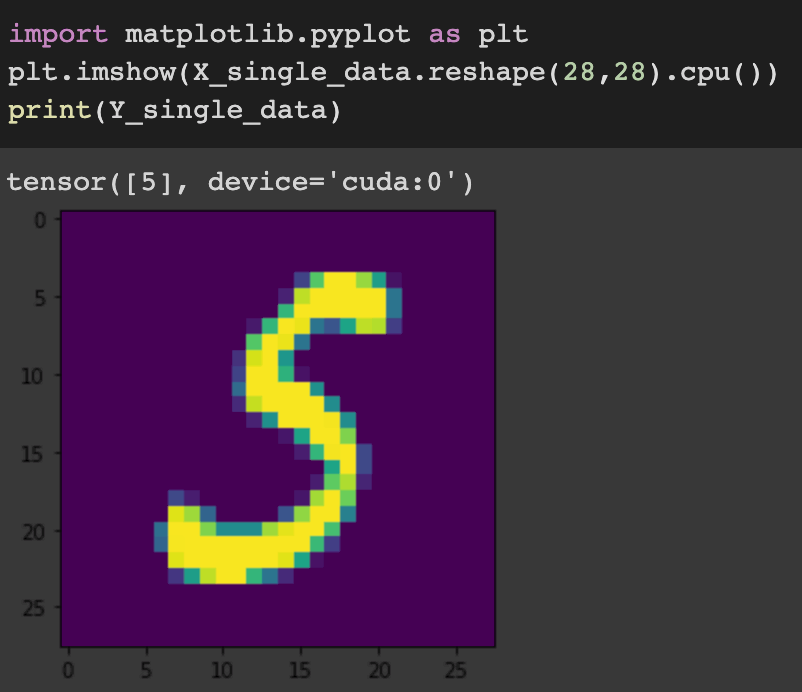 import matplotlib.pyplot as plt
plt.imshow(X_single_data.reshape(28,28).cpu())
print(Y_single_data)
tensor([5], device='cuda:0')
0
5
10
15
20
25
0 5 10 15 20 25